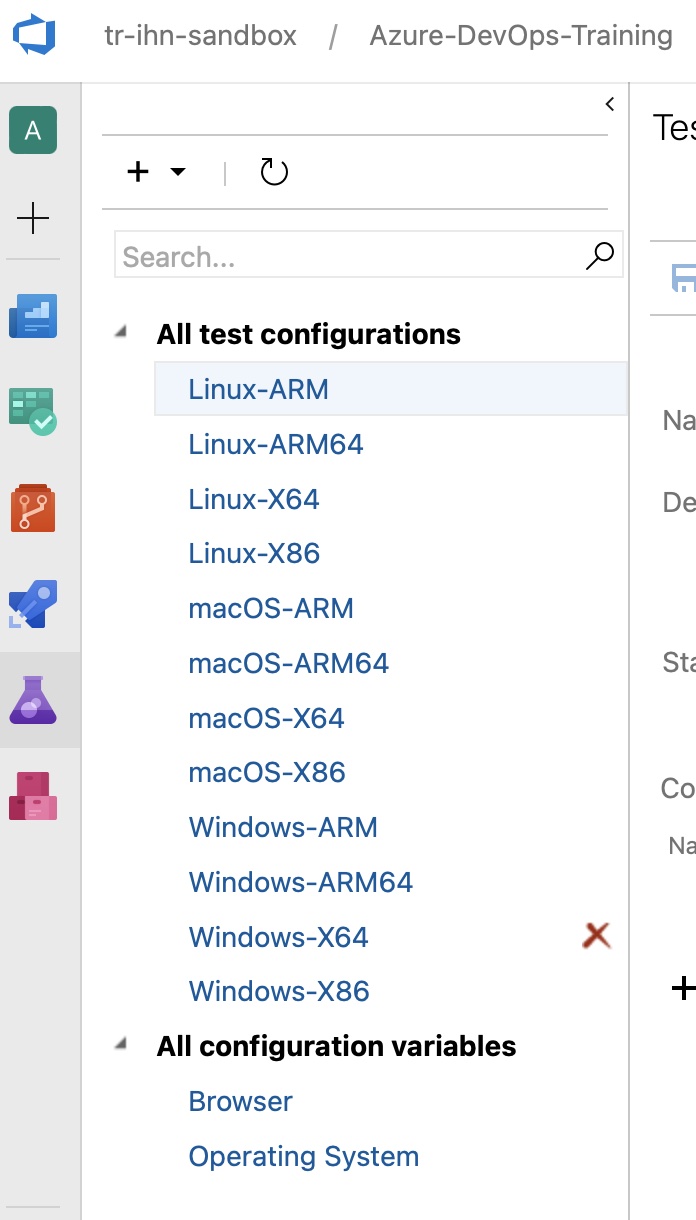 tr-ihn-sandbox / Azure-DevOps-Training
A
Tes
Search...
All test configurations
Linux-ARM
Linux-ARM64
Linux-X64
Linux-X86
macOS-ARM
macOS-ARM64
macOS-X64
macOS-X86
Windows-ARM
Windows-ARM64
Windows-X64
Windows-X86
All configuration variables
Browser
Operating System
Na
De
Sta
Co
Na